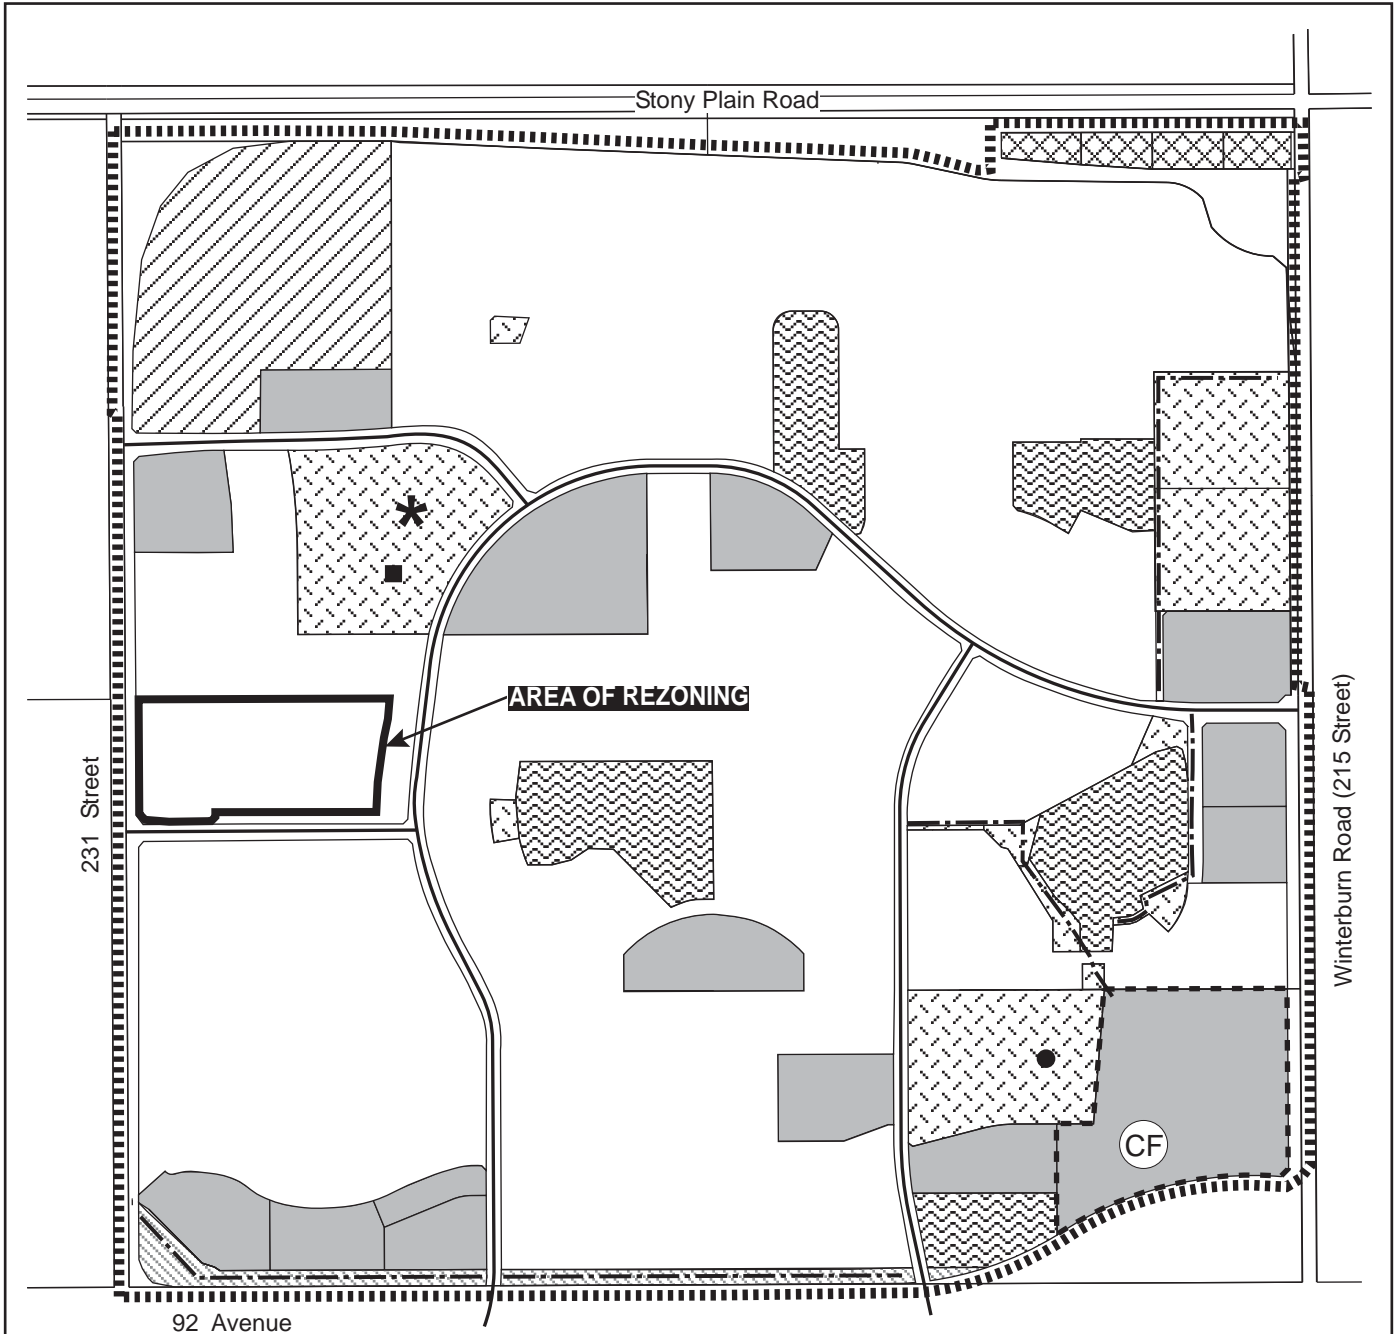 Stony Plain Road
AREA OF REZONING
231 Street
Winterburn Road (215 Street)
CF
92 Avenue